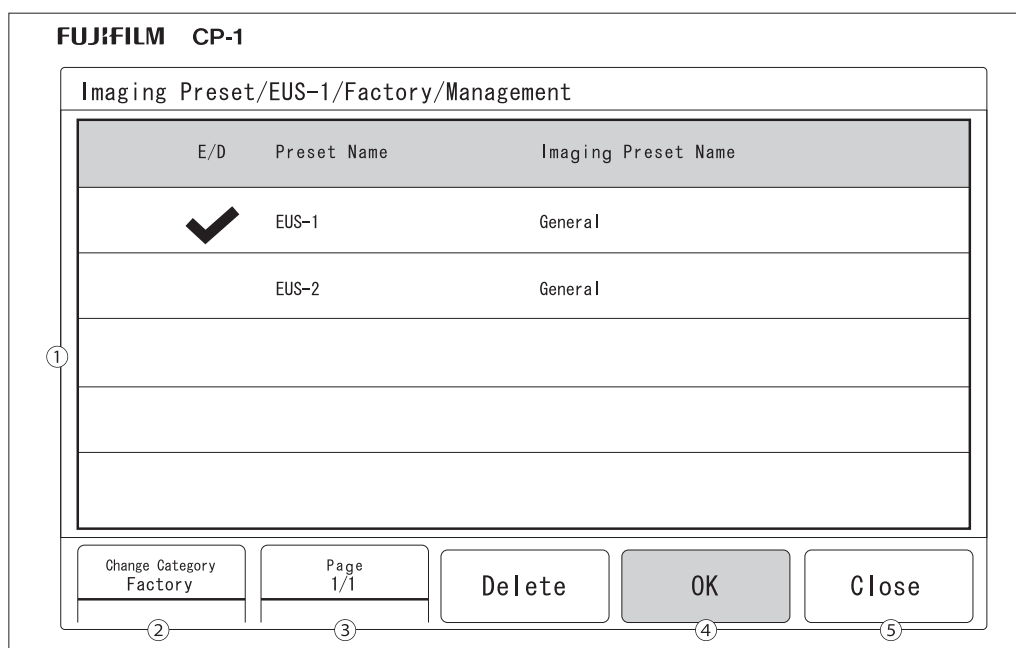 FUJIFILM CP-1
Imaging Preset/EUS-1/Factory/Management
E/D Preset Name Imaging Preset Name
EUS-1 General
EUS-2 General
①
Change Category
Factory
Page
1/1
Delete
OK
Close
② ③ ④ ⑤